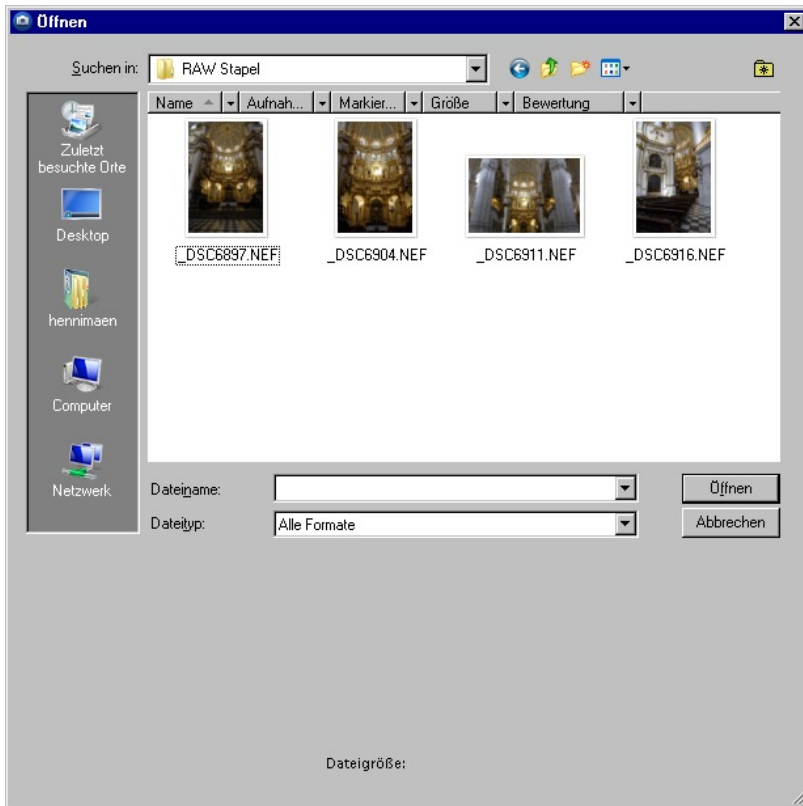 Öffnen
Suchen in:
RAW Stapel
Name
Aufnah...
Markier...
Größe
Bewertung
Zuletzt
besuchte Orte
Desktop
hennimaen
Computer
Netzwerk
_DSC6897.NEF
_DSC6904.NEF
_DSC6911.NEF
_DSC6916.NEF
Dateiname:
Öffnen
Dateityp:
Alle Formate
Abbrechen
Dateigröße: